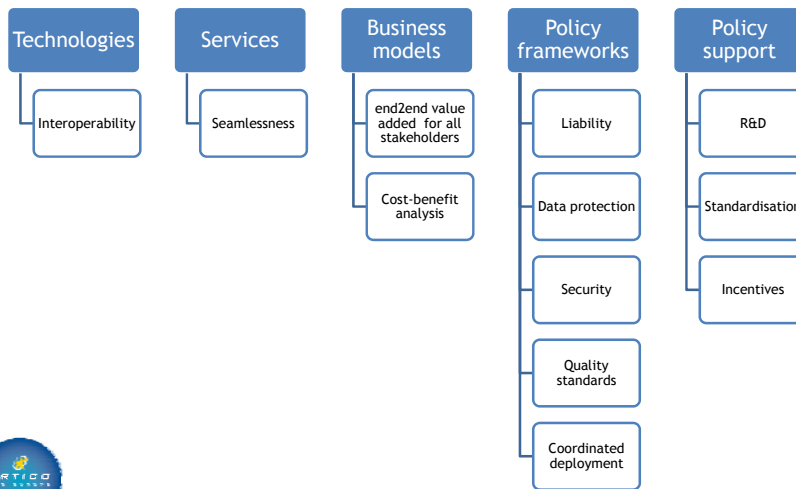 Technologies
Interoperability
Services
Seamlessness
Business
models
end2end value
added for all
stakeholders
Cost-benefit
analysis
Policy
frameworks
Liability
Data protection
Security
Quality
standards
Coordinated
deployment
Policy
support
R&D
Standardisation
Incentives